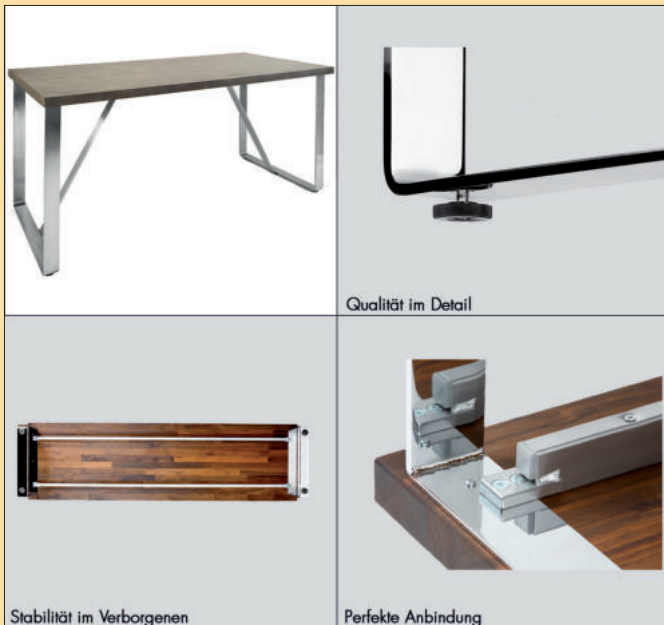 Qualität im Detail
Stabilität im Verborgenen
Perfekte Anbindung